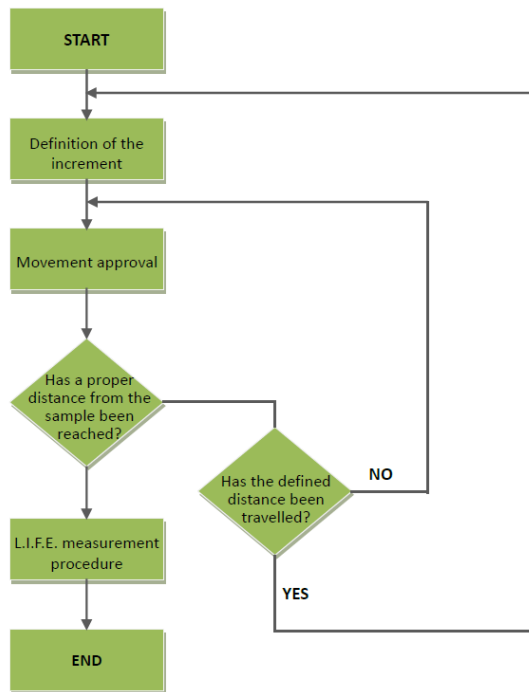 START
Definition of the
increment
Movement approval
Has a proper
distance from the
sample been
reached?
Has the defined
distance been
travelled?
NO
YES
L.I.F.E. measurement
procedure
END